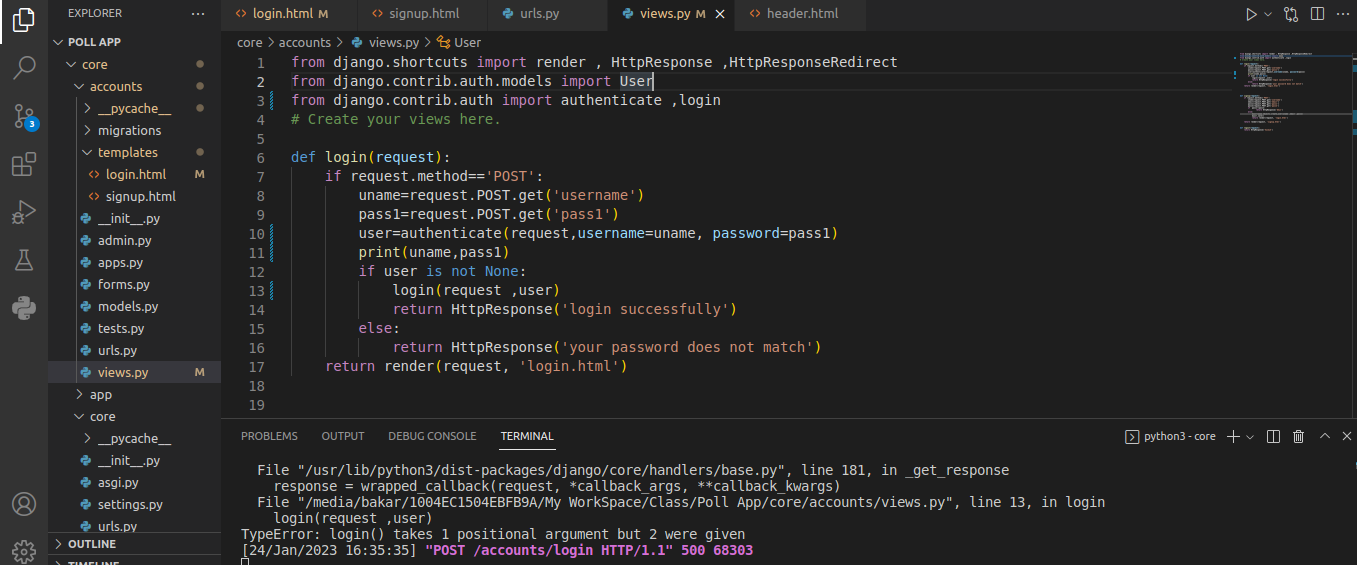 EXPLORER
login.html M
signup.html
urls.py
views.py M
header.html
POLL APP
core > accounts > views.py > User
core
accounts
__pycache__
migrations
templates
login.html M
signup.html
__init__.py
admin.py
apps.py
forms.py
models.py
tests.py
urls.py
views.py M
app
core
__pycache__
__init__.py
asgi.py
settings.py
urls.py
OUTLINE
TIMELINE
3
1 from django.shortcuts import render , HttpResponse ,HttpResponseRedirect
2 from django.contrib.auth.models import User
3 from django.contrib.auth import authenticate ,login
4 # Create your views here.
5
6 def login(request):
7 if request.method=='POST':
8 uname=request.POST.get('username')
9 pass1=request.POST.get('pass1')
10 user=authenticate(request,username=uname, password=pass1)
11 print(uname,pass1)
12 if user is not None:
13 login(request ,user)
14 return HttpResponse('login successfully')
15 else:
16 return HttpResponse('your password does not match')
17 return render(request, 'login.html')
18
19
PROBLEMS OUTPUT DEBUG CONSOLE TERMINAL
python3 - core
File "/usr/lib/python3/dist-packages/django/core/handlers/base.py", line 181, in _get_response
response = wrapped_callback(request, *callback_args, **callback_kwargs)
File "/media/bakar/1004EC1504EBFB9A/My WorkSpace/Class/Poll App/core/accounts/views.py", line 13, in login
login(request ,user)
TypeError: login() takes 1 positional argument but 2 were given
[24/Jan/2023 16:35:35] "POST /accounts/login HTTP/1.1" 500 68303